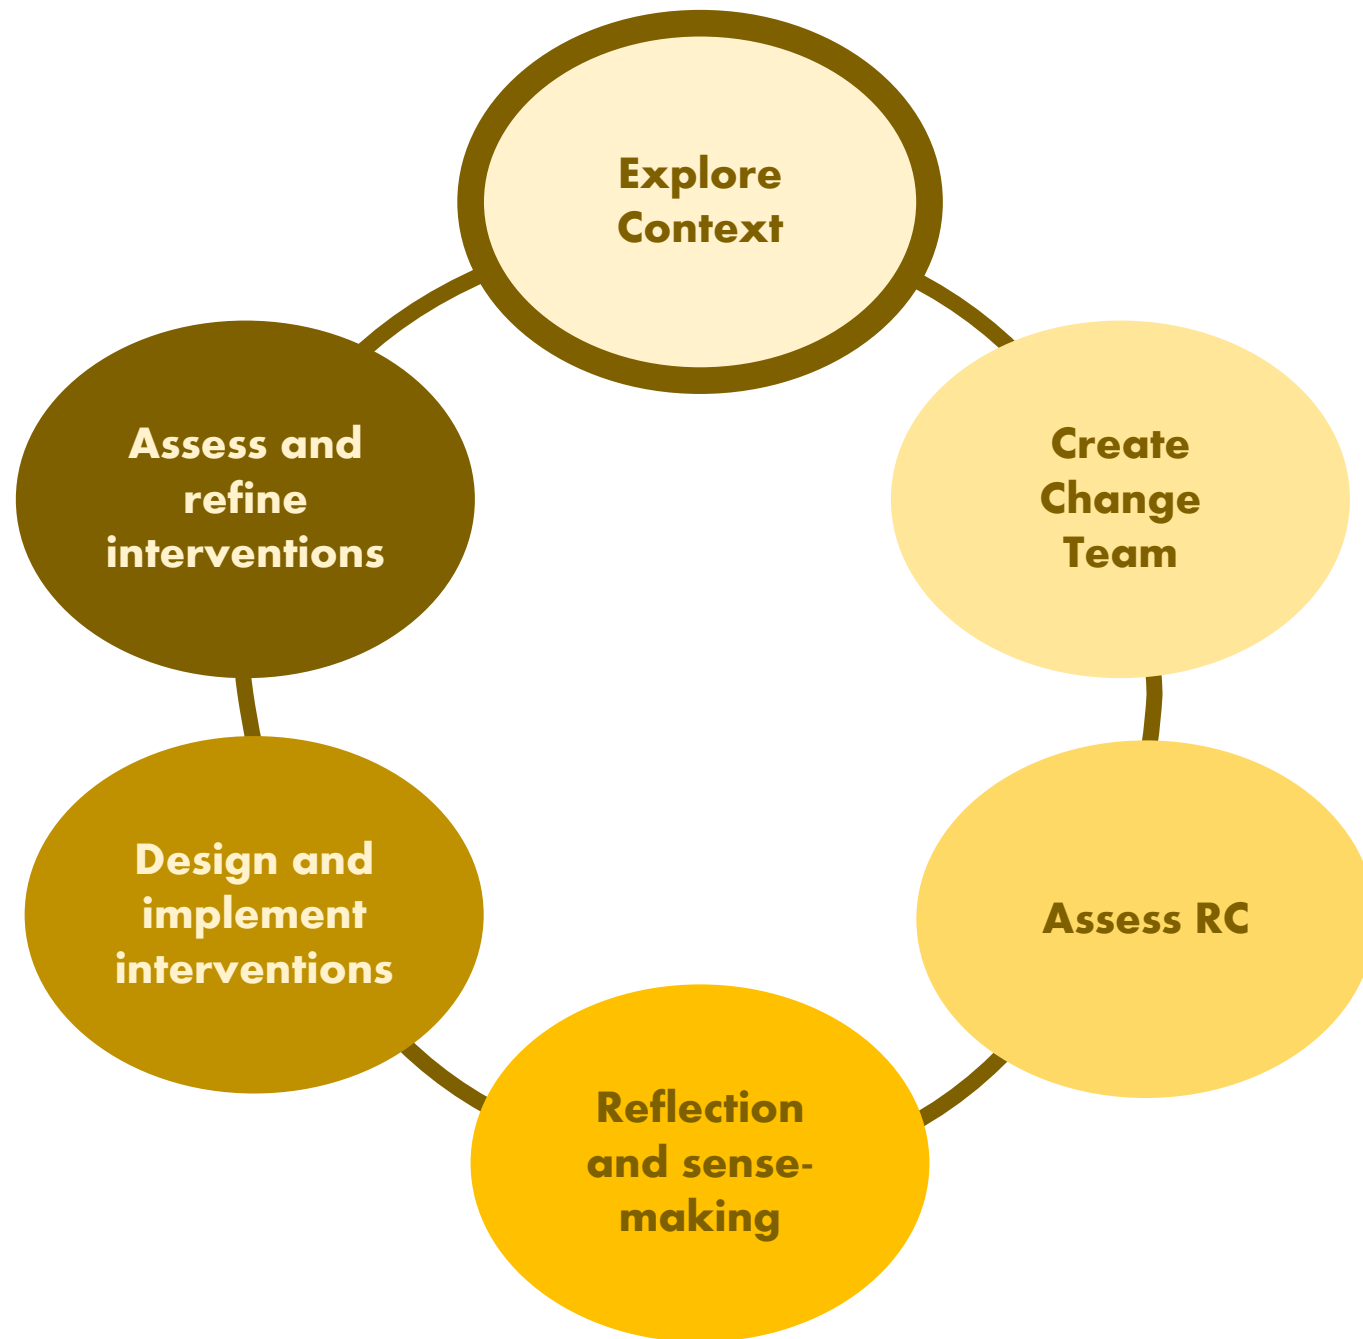 Explore
Context
Create
Change
Team
Assess RC
Reflection
and sense-
making
Design and
implement
interventions
Assess and
refine
interventions